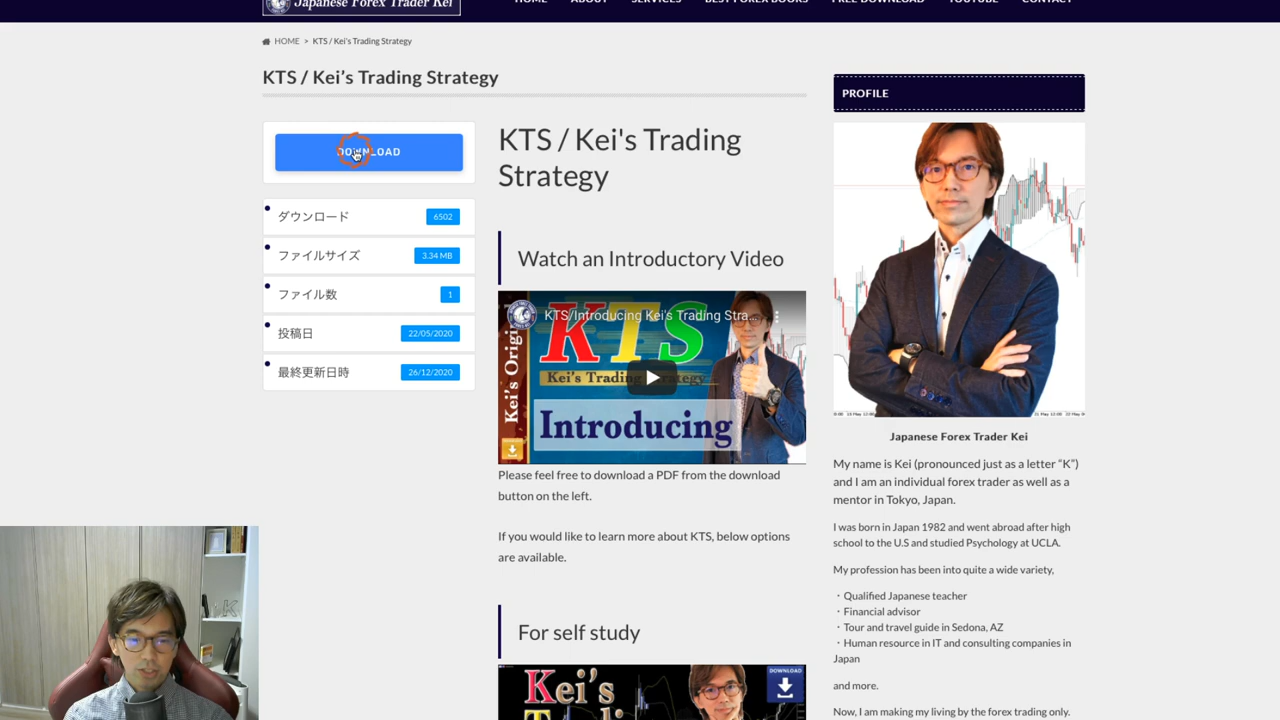 Japanese Forex Trader Kei
HOME ABOUT SERVICES BEST FOREX BOOKS FREE DOWNLOAD YOUTUBE CONTACT
HOME > KTS / Kei's Trading Strategy
KTS / Kei's Trading Strategy
DOWNLOAD
ダウンロード 6502
ファイルサイズ 3.34 MB
ファイル数 1
投稿日 22/05/2020
最終更新日時 26/12/2020
KTS / Kei's Trading
Strategy
Watch an Introductory Video
KTS/Introducing Kei's Trading Stra...
KTS
Kei's Trading Strategy
Kei's Origi
Introducing
Please feel free to download a PDF from the download
button on the left.
If you would like to learn more about KTS, below options
are available.
For self study
Kei's
DOWNLOAD
PROFILE
Japanese Forex Trader Kei
My name is Kei (pronounced just as a letter “K”)
and I am an individual forex trader as well as a
mentor in Tokyo, Japan.
I was born in Japan 1982 and went abroad after high
school to the U.S and studied Psychology at UCLA.
My profession has been into quite a wide variety,
・Qualified Japanese teacher
・Financial advisor
・Tour and travel guide in Sedona, AZ
・Human resource in IT and consulting companies in
Japan
and more.
Now, I am making my living by the forex trading only.